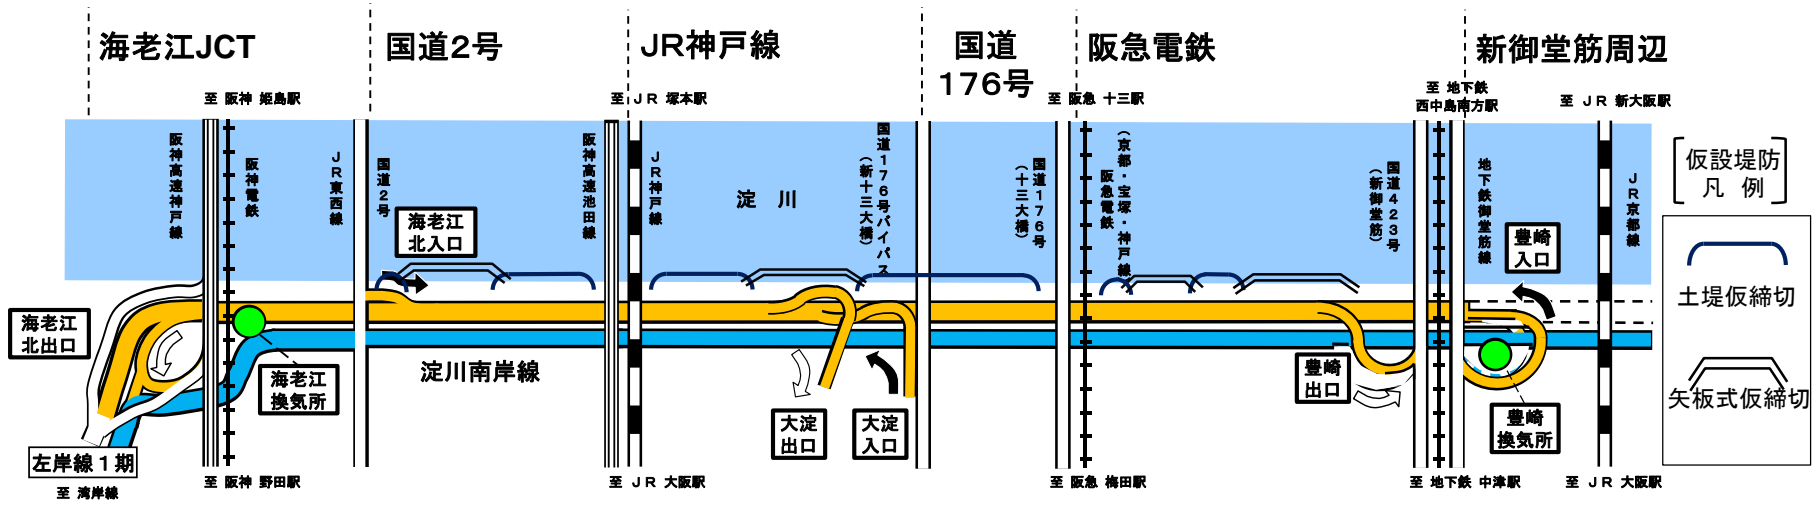 海老江JCT
国道2号
JR神戸線
国道
176号
阪急電鉄
新御堂筋周辺
至 阪神 姫島駅
至 JR 塚本駅
至 阪急 十三駅
至 地下鉄
西中島南方駅
至 JR 新大阪駅
阪神高速神戸線
阪神電鉄
JR東西線
国道2号
阪神高速池田線
JR神戸線
淀 川
国道176号バイパス
(新十三大橋)
国道176号
(十三大橋)
阪急電鉄
(京都・宝塚・神戸線)
国道423号
(新御堂筋)
地下鉄御堂筋線
JR京都線
海老江
北入口
豊崎
入口
海老江
北出口
海老江
換気所
淀川南岸線
大淀
出口
大淀
入口
豊崎
出口
豊崎
換気所
左岸線1期
至 湾岸線
至 阪神 野田駅
至 JR 大阪駅
至 阪急 梅田駅
至 地下鉄 中津駅
至 JR 大阪駅
仮設堤防
凡 例
土堤仮締切
矢板式仮締切